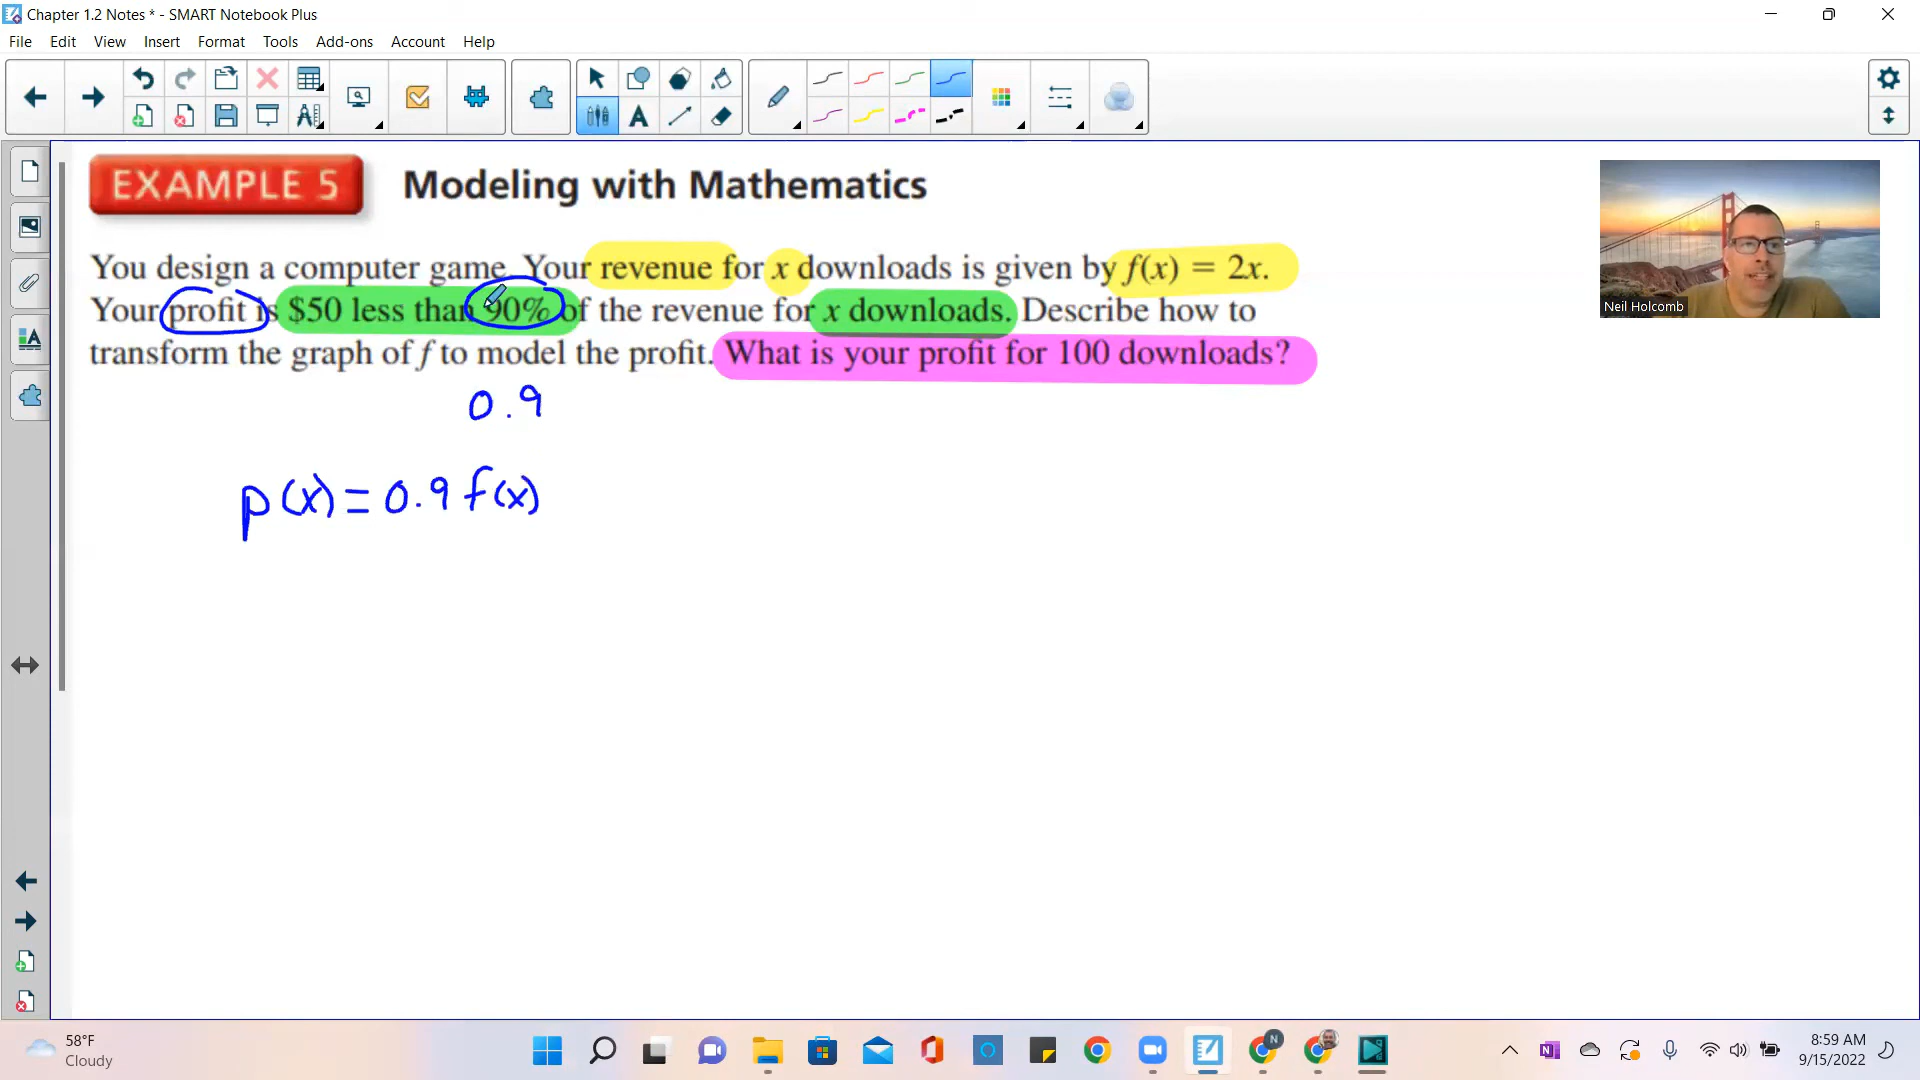 Chapter 1.2 Notes * - SMART Notebook Plus
File Edit View Insert Format Tools Add-ons Account Help
EXAMPLE 5 Modeling with Mathematics
You design a computer game. Your revenue for x downloads is given by f(x) = 2x.
Your profit is $50 less than 90% of the revenue for x downloads. Describe how to
transform the graph of f to model the profit. What is your profit for 100 downloads?
Neil Holcomb
0.9
p(x) = 0.9 f(x)
58°F
Cloudy
8:59 AM
9/15/2022